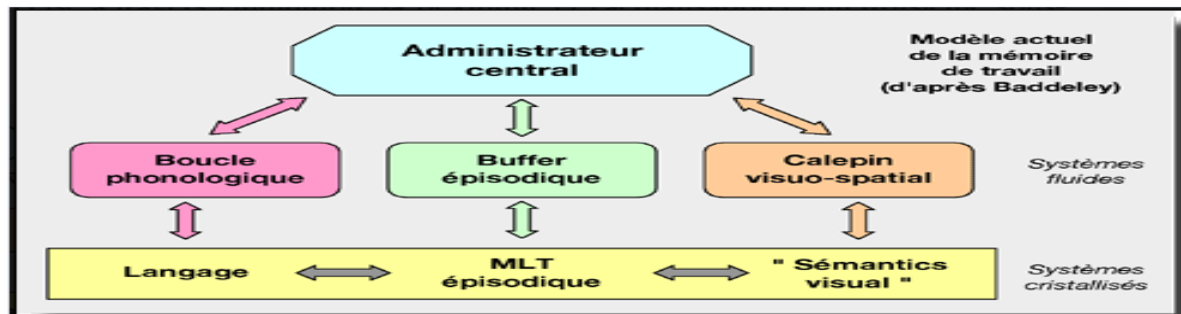 Administrateur
central
Modèle actuel
de la mémoire
de travail
(d'après Baddeley)
Boucle
phonologique
Buffer
épisodique
Calepin
visuo-spatial
Systèmes
fluides
Langage
MLT
épisodique
" Sémantics
visual "
Systèmes
cristallisés